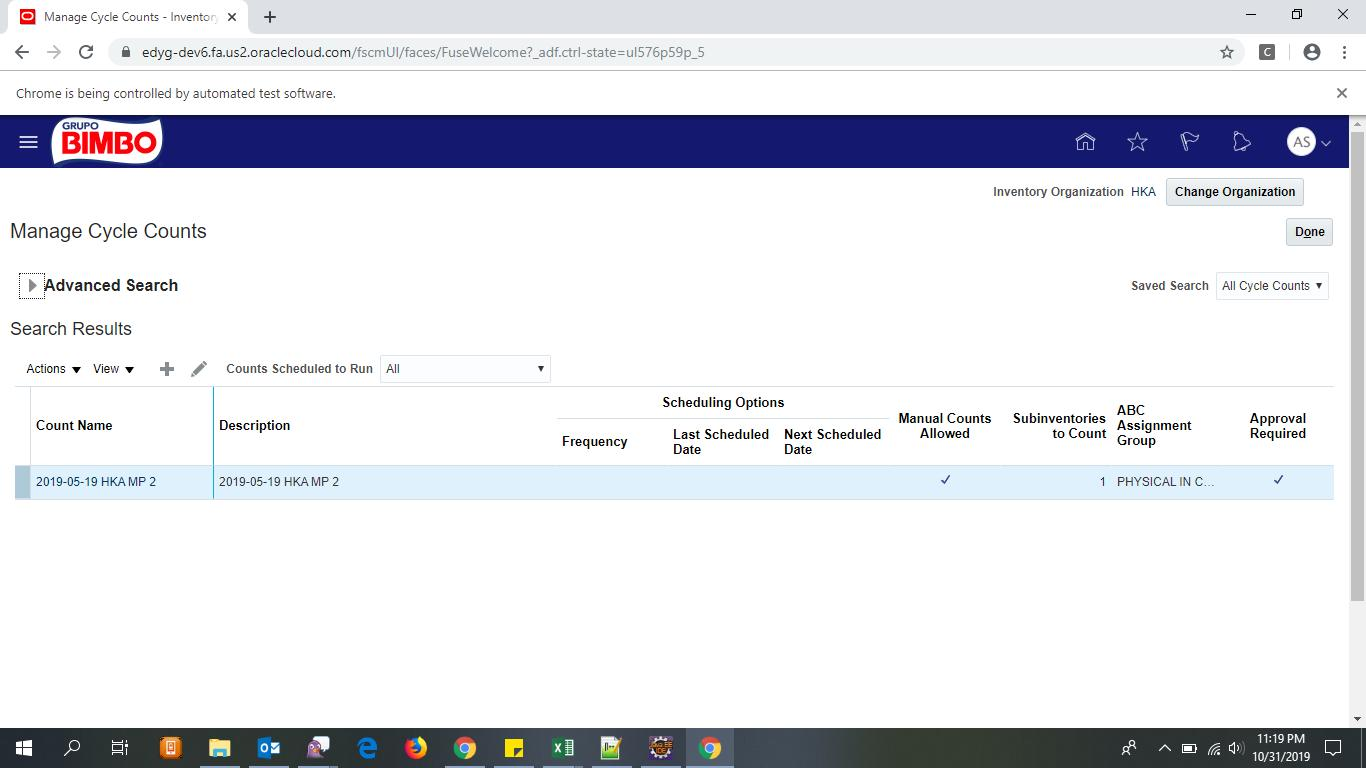 Manage Cycle Counts - Inventory
edyg-dev6.fa.us2.oraclecloud.com/fscmUI/faces/FuseWelcome?_adf.ctrl-state=ul576p59p_5
C
Chrome is being controlled by automated test software.
GRUPO
BIMBO
AS
Inventory Organization HKA Change Organization
Manage Cycle Counts
Done
Advanced Search
Saved Search All Cycle Counts
Search Results
Actions View Counts Scheduled to Run All
Count Name
Description
Scheduling Options
Frequency
Last Scheduled Date
Next Scheduled Date
Manual Counts Allowed
Subinventories to Count
ABC Assignment Group
Approval Required
2019-05-19 HKA MP 2 2019-05-19 HKA MP 2 1 PHYSICAL IN C...
11:19 PM
10/31/2019